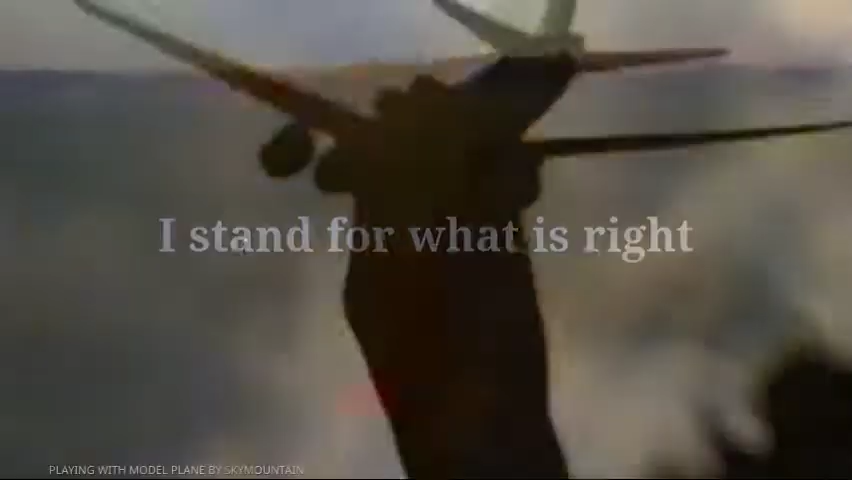 I stand for what is right
PLAYING WITH MODEL PLANE BY SKYMOUNTAIN